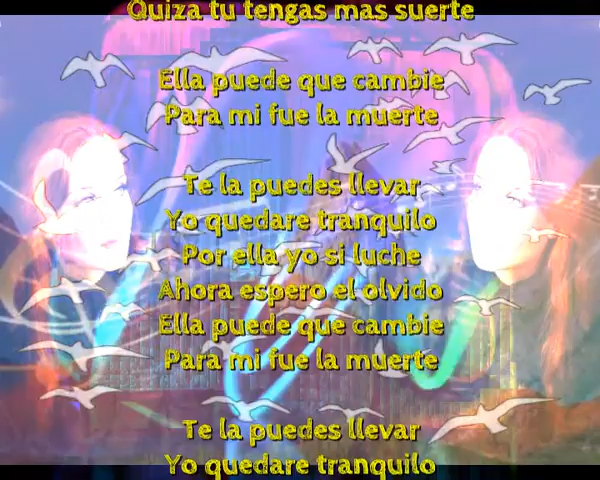 Quiza tu tengas mas suerte
Ella puede que cambie
Para mi fue la muerte
Te la puedes llevar
Yo quedare tranquilo
Por ella yo si luche
Ahora espero el olvido
Ella puede que cambie
Para mi fue la muerte
Te la puedes llevar
Yo quedare tranquilo